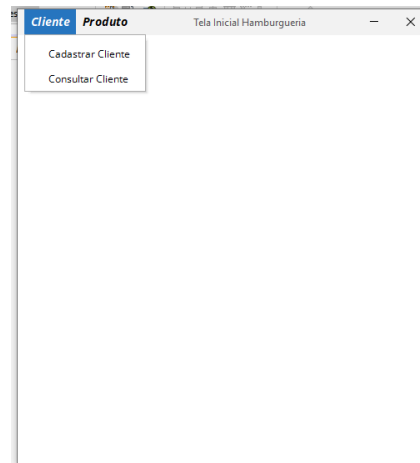 Cliente Produto Tela Inicial Hamburgueria
Cadastrar Cliente
Consultar Cliente